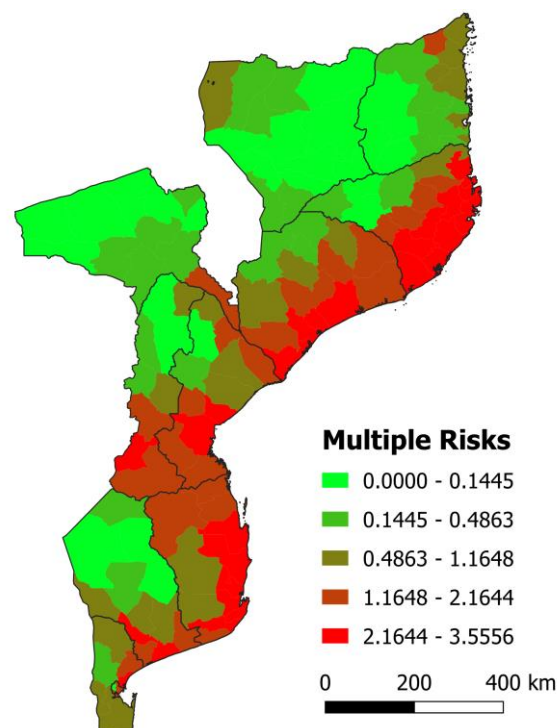 Multiple Risks
0.0000 - 0.1445
0.1445 - 0.4863
0.4863 - 1.1648
1.1648 - 2.1644
2.1644 - 3.5556
0 200 400 km